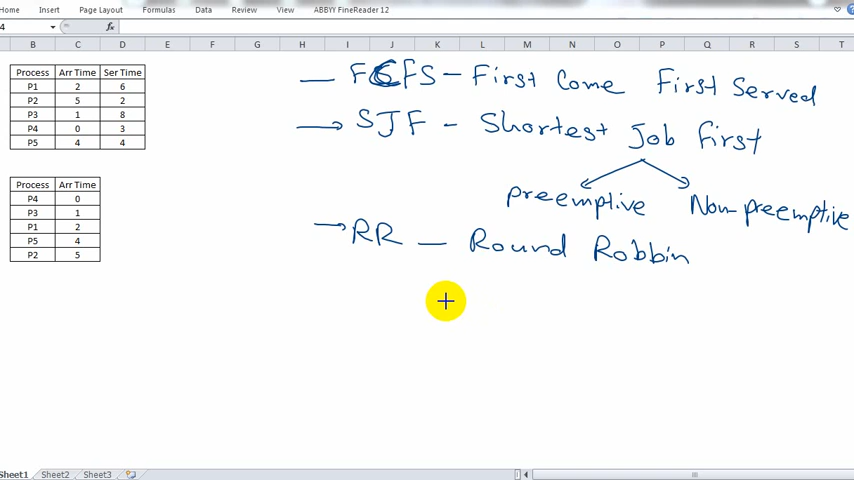 Home Insert Page Layout Formulas Data Review View ABBYY FineReader 12
4 fx
B C D E F G H I J K L M N O P Q R S T
Process Arr Time Ser Time
P1 2 6
P2 5 2
P3 1 8
P4 0 3
P5 4 4
Process Arr Time
P4 0
P3 1
P1 2
P5 4
P2 5
— FCFS - First Come First Served
→ SJF - Shortest Job first
Preemptive Non-preemptive
→ RR — Round Robbin
Sheet1 Sheet2 Sheet3